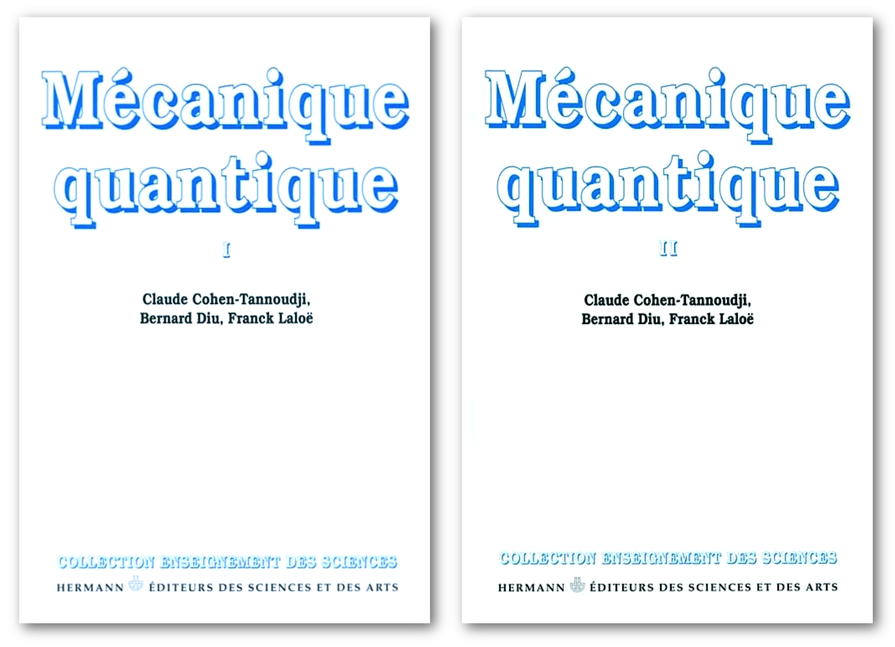 Mécanique
quantique
I
Claude Cohen-Tannoudji,
Bernard Diu, Franck Laloë
COLLECTION ENSEIGNEMENT DES SCIENCES
HERMANN ÉDITEURS DES SCIENCES ET DES ARTS
Mécanique
quantique
II
Claude Cohen-Tannoudji,
Bernard Diu, Franck Laloë
COLLECTION ENSEIGNEMENT DES SCIENCES
HERMANN ÉDITEURS DES SCIENCES ET DES ARTS